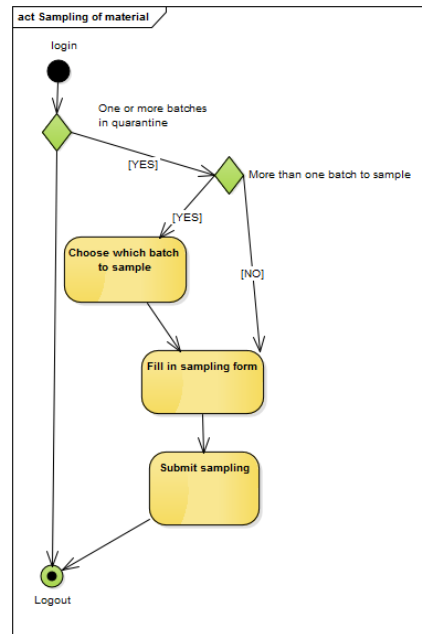 act Sampling of material
login
One or more batches
in quarantine
[YES]
More than one batch to sample
[YES]
Choose which batch
to sample
[NO]
Fill in sampling form
Submit sampling
Logout